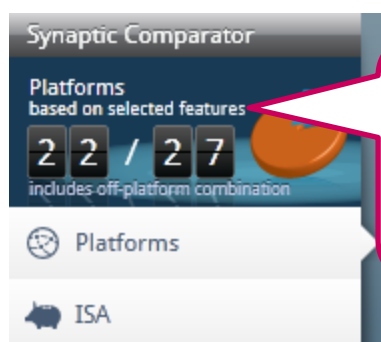 Synaptic Comparator
Platforms
based on selected features
22 / 27
includes off-platform combination
Platforms
ISA